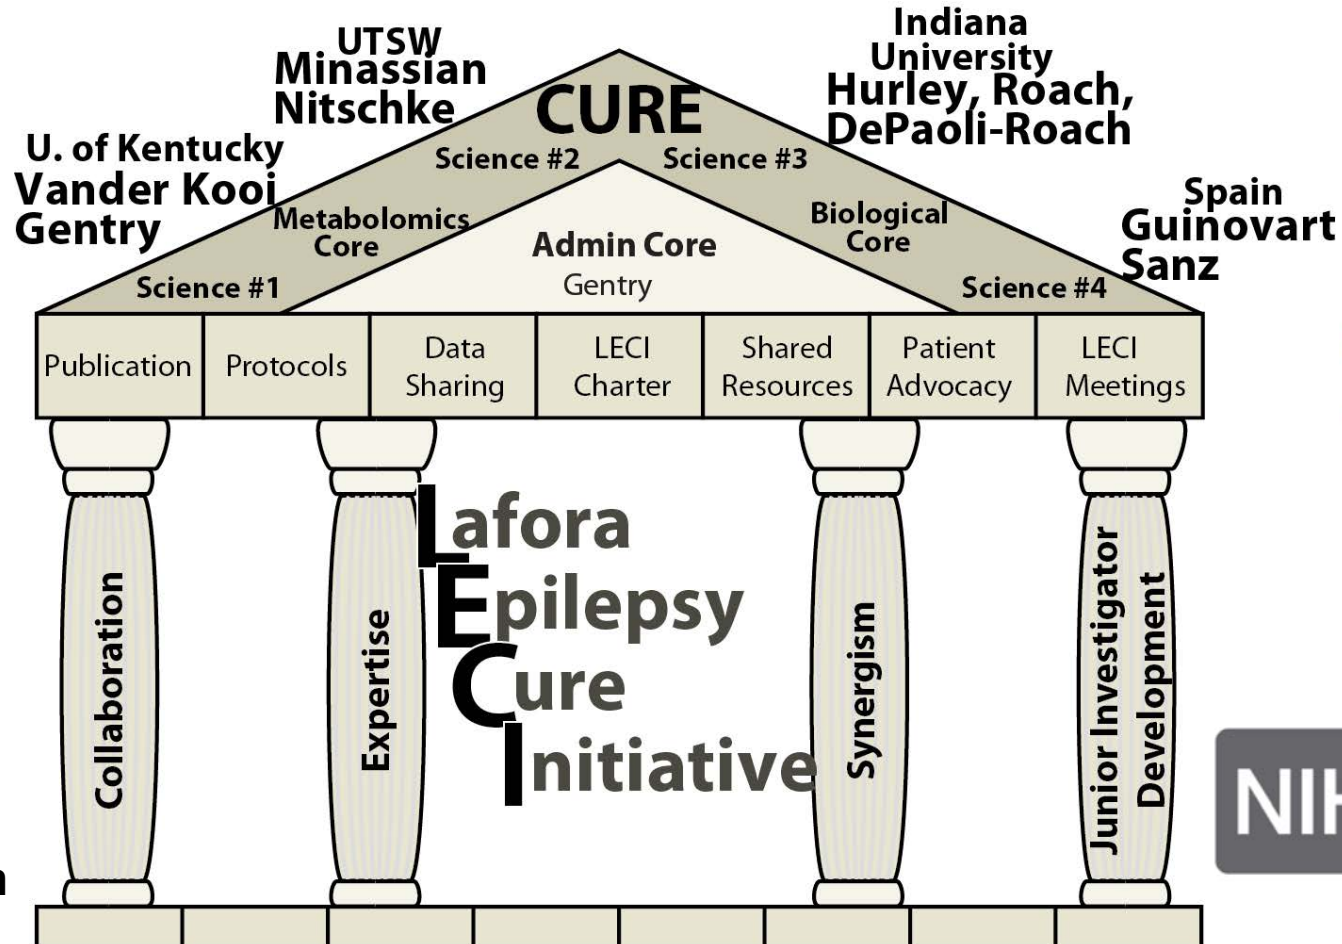 UTSW
Minassian
Nitschke
Indiana
University
Hurley, Roach,
DePaoli-Roach
U. of Kentucky
Vander Kooi
Gentry
Spain
Guinovart
Sanz
CURE
Science #2
Science #3
Metabolomics
Core
Biological
Core
Science #1
Science #4
Admin Core
Gentry
Publication
Protocols
Data
Sharing
LECI
Charter
Shared
Resources
Patient
Advocacy
LECI
Meetings
Collaboration
Expertise
Lafora
Epilepsy
Cure
Initiative
Synergism
Junior Investigator
Development